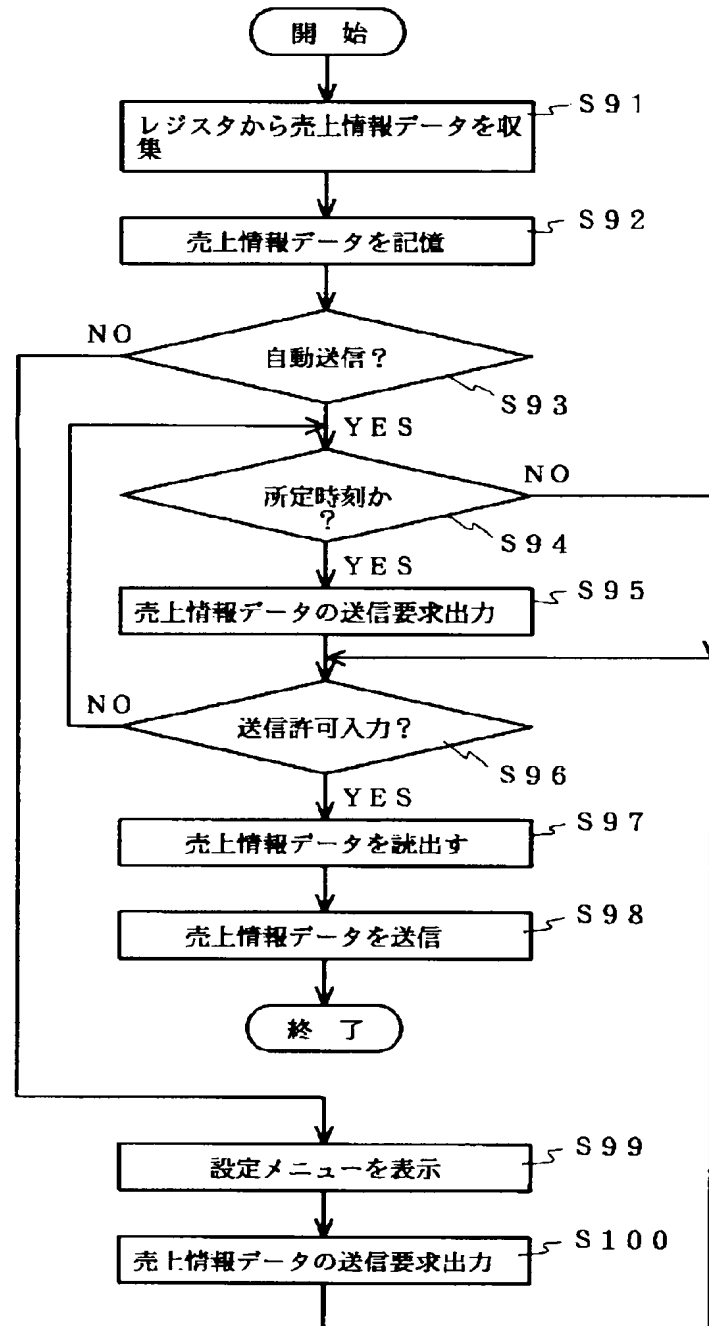 開 始
S91
レジスタから売上情報データを収
集
S92
売上情報データを記憶
NO
自動送信?
S93
YES
NO
所定時刻か
?
S94
YES
S95
売上情報データの送信要求出力
NO
送信許可入力?
S96
YES
S97
売上情報データを読出す
S98
売上情報データを送信
終 了
S99
設定メニューを表示
S100
売上情報データの送信要求出力